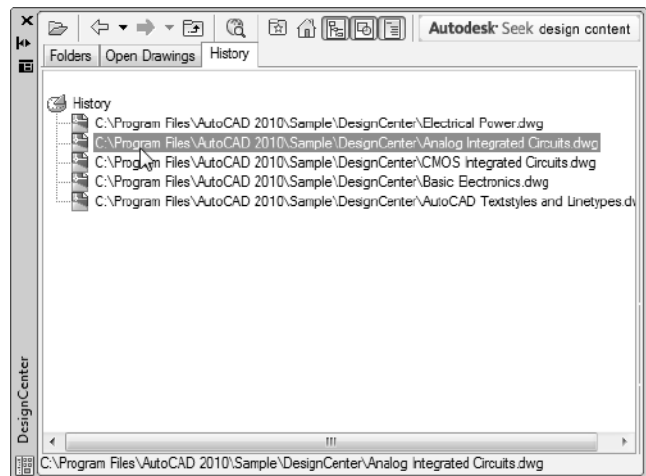 Autodesk® Seek design content
Folders Open Drawings History
History
C:\Program Files\AutoCAD 2010\Sample\DesignCenter\Electrical Power.dwg
C:\Program Files\AutoCAD 2010\Sample\DesignCenter\Analog Integrated Circuits.dwg
C:\Program Files\AutoCAD 2010\Sample\DesignCenter\CMOS Integrated Circuits.dwg
C:\Program Files\AutoCAD 2010\Sample\DesignCenter\Basic Electronics.dwg
C:\Program Files\AutoCAD 2010\Sample\DesignCenter\AutoCAD Textstyles and Linetypes.dw
DesignCenter
C:\Program Files\AutoCAD 2010\Sample\DesignCenter\Analog Integrated Circuits.dwg